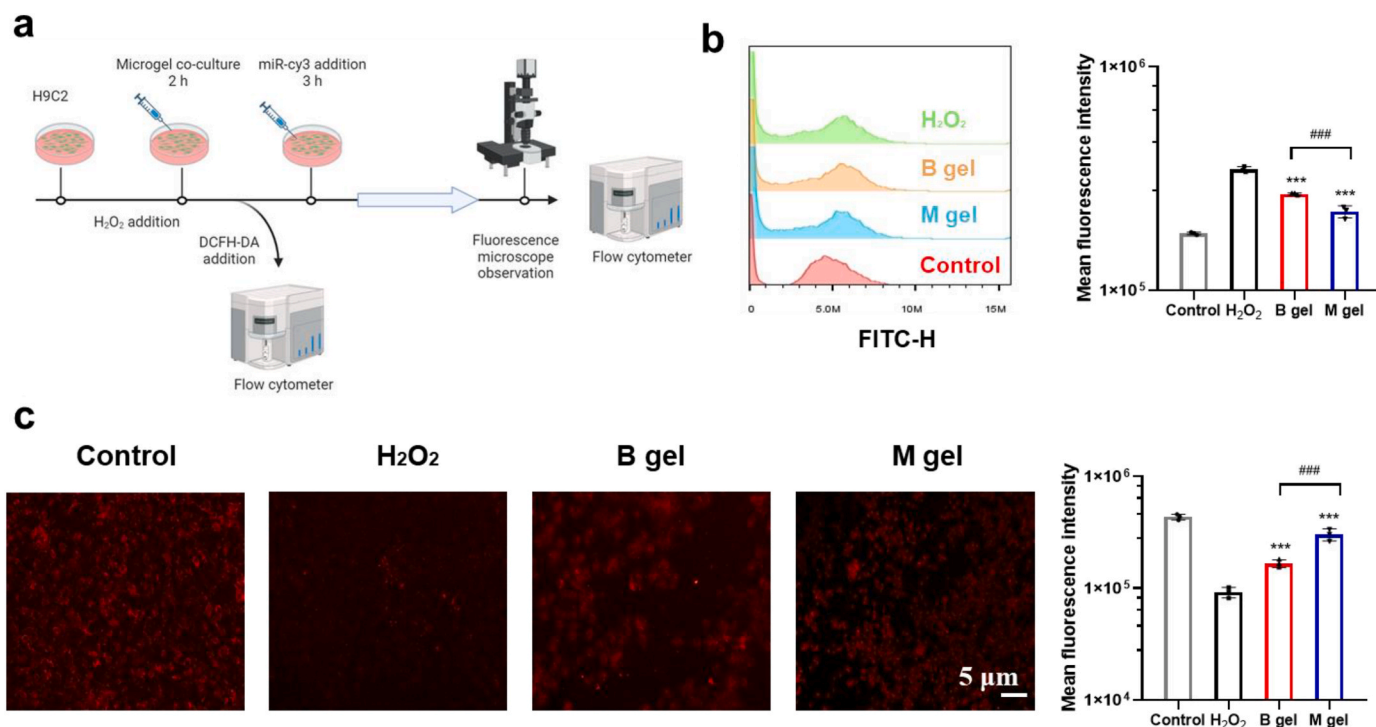 a
H9C2
Microgel co-culture
2 h
miR-cy3 addition
3 h
H₂O₂ addition
DCFH-DA
addition
Flow cytometer
Fluorescence
microscope
observation
Flow cytometer
b
H₂O₂
B gel
M gel
Control
0
5.0M
10M
15M
FITC-H
Mean fluorescence intensity
1×10⁶
1×10⁵
###
***
***
Control
H₂O₂
B gel
M gel
c
Control
H₂O₂
B gel
M gel
5 μm
Mean fluorescence intensity
1×10⁶
1×10⁵
1×10⁴
###
***
***
Control
H₂O₂
B gel
M gel